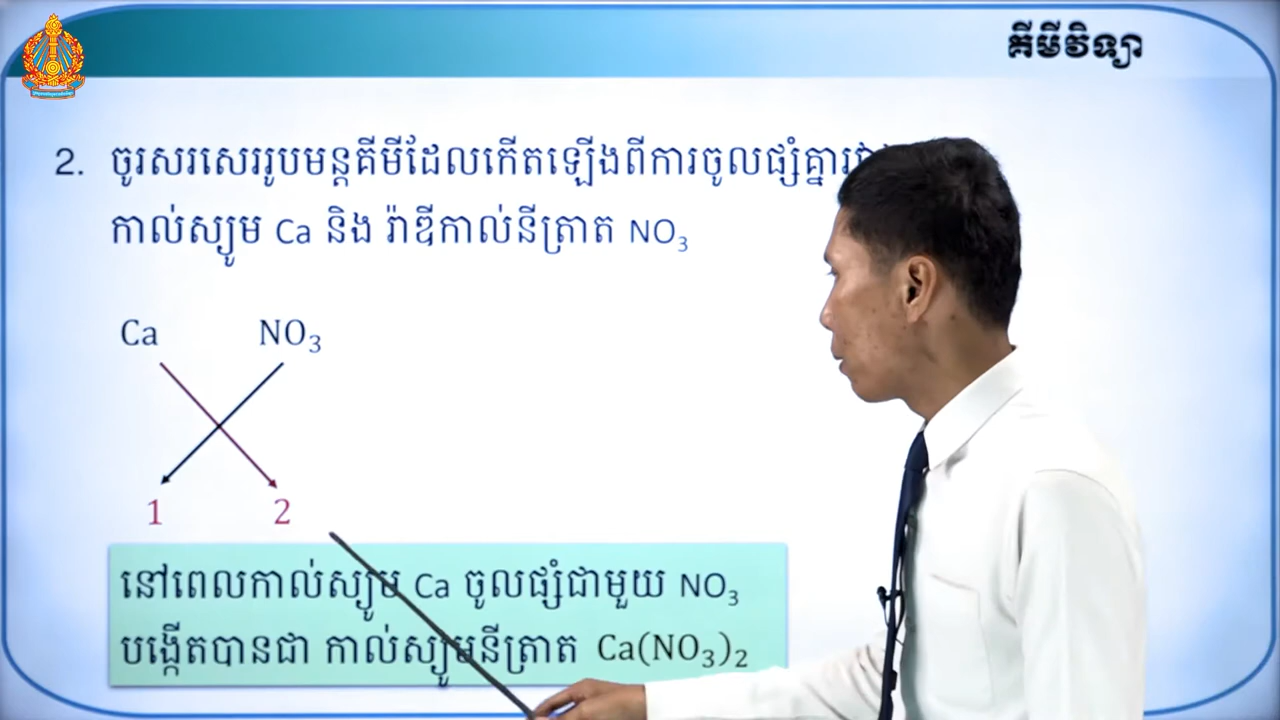 គីមីវិទ្យា
2. ចូរសរសេររូបមន្តគីមីដែលកើតឡើងពីការចូលផ្សំគ្នា
កាល់ស្យូម Ca និង រ៉ាឌីកាល់នីត្រាត NO₃
Ca NO₃
1 2
នៅពេលកាល់ស្យូម Ca ចូលផ្សំជាមួយ NO₃
បង្កើតបានជា កាល់ស្យូមនីត្រាត Ca(NO₃)₂